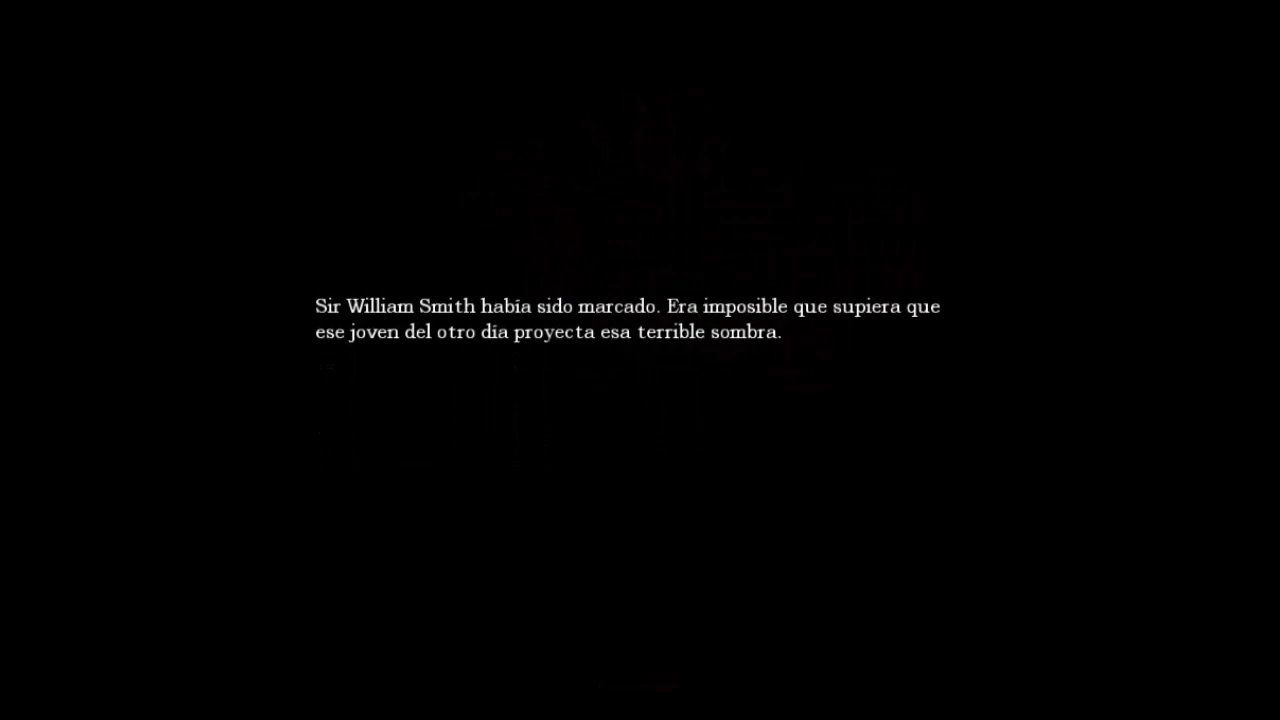 Sir William Smith había sido marcado. Era imposible que supiera que
ese joven del otro día proyecta esa terrible sombra.